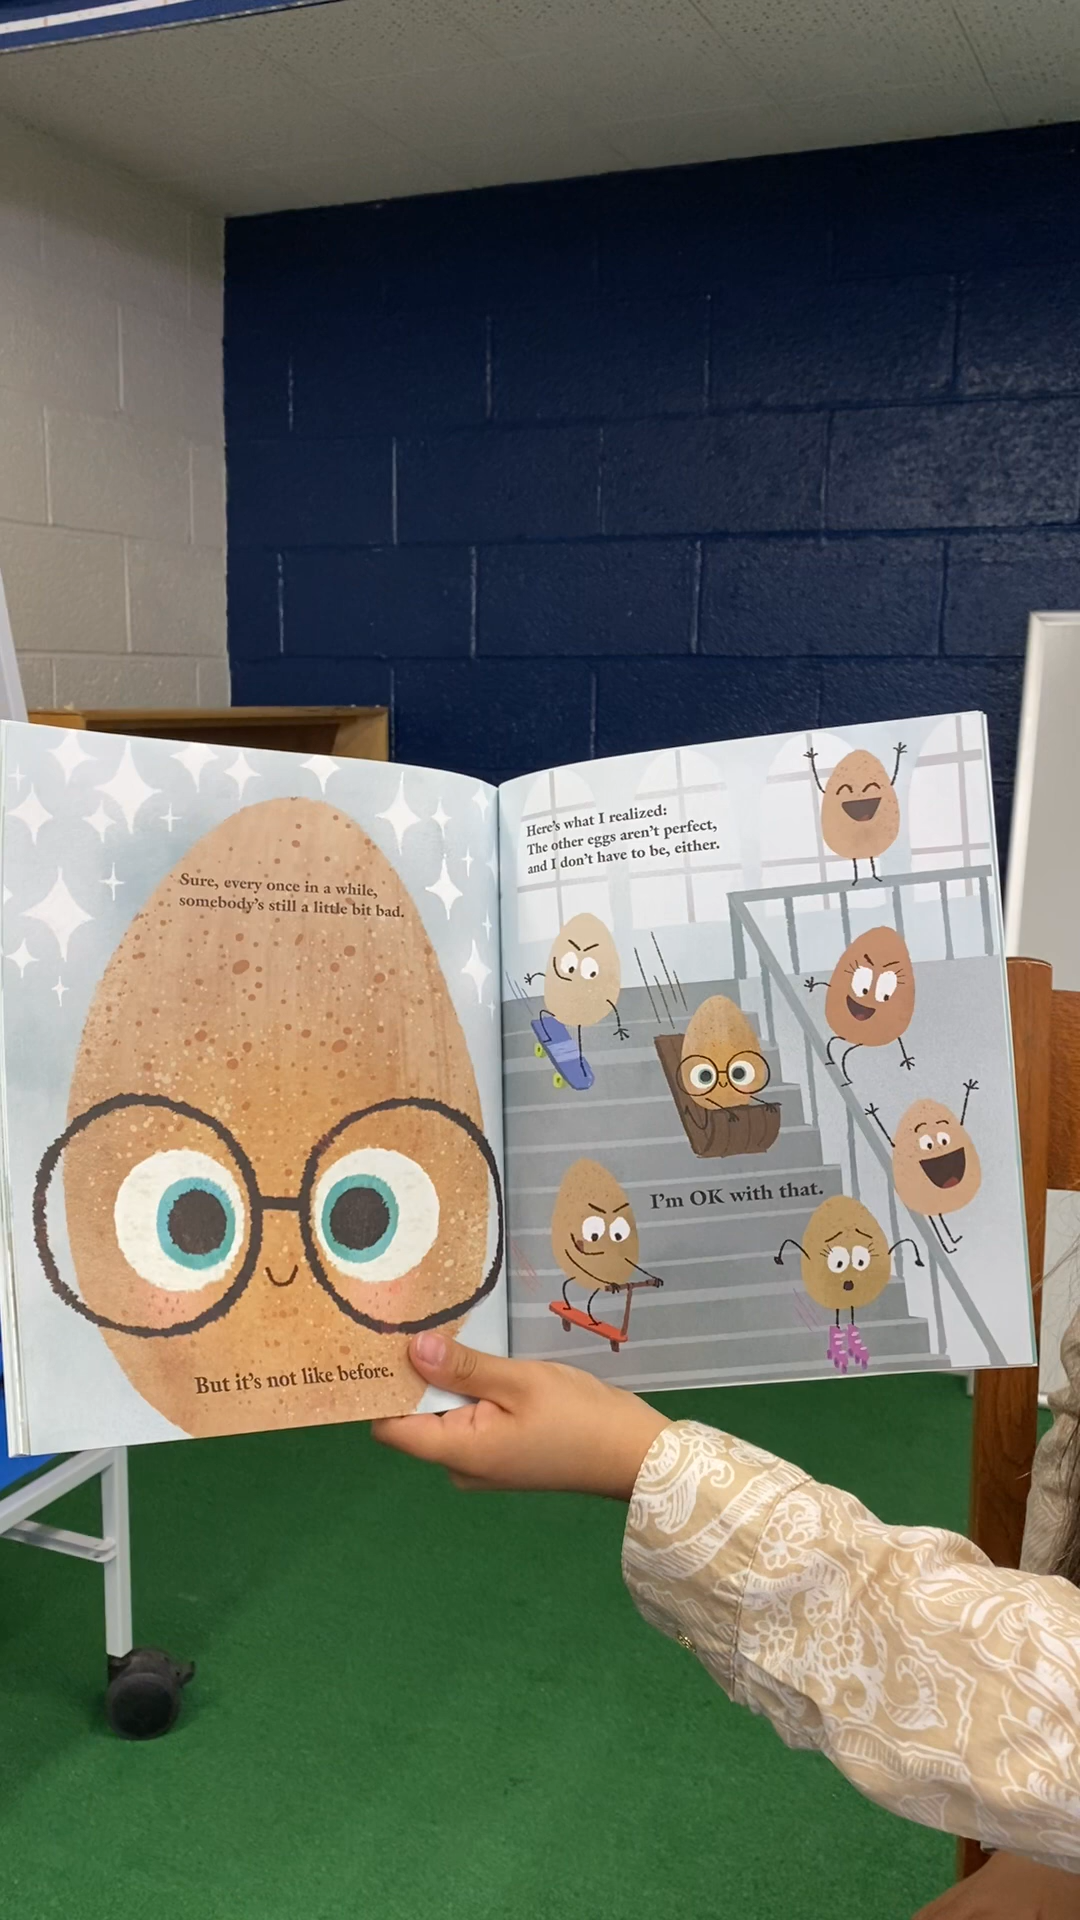 Sure, every once in a while,
somebody's still a little bit bad.
But it's not like before.
Here's what I realized:
The other eggs aren't perfect,
and I don't have to be, either.
I'm OK with that.